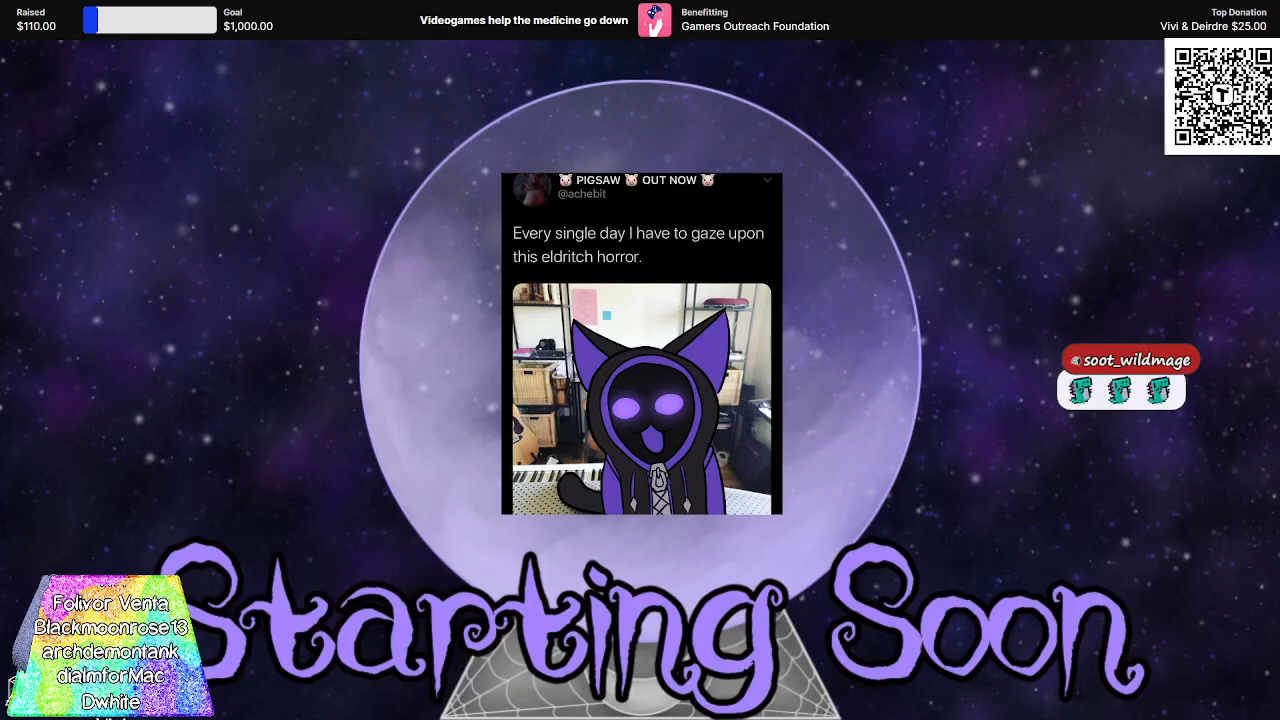 Raised
$110.00
Goal
$1,000.00
Videogames help the medicine go down
Benefitting
Gamers Outreach Foundation
Top Donation
Vivi & Deirdre $25.00
PIGSAW OUT NOW
@achebit
Every single day I have to gaze upon
this eldritch horror.
soot_wildmage
Starting Soon
Folivor Venta
Blackmoonrose13
archdemontank
dialmforMac
Dwhite